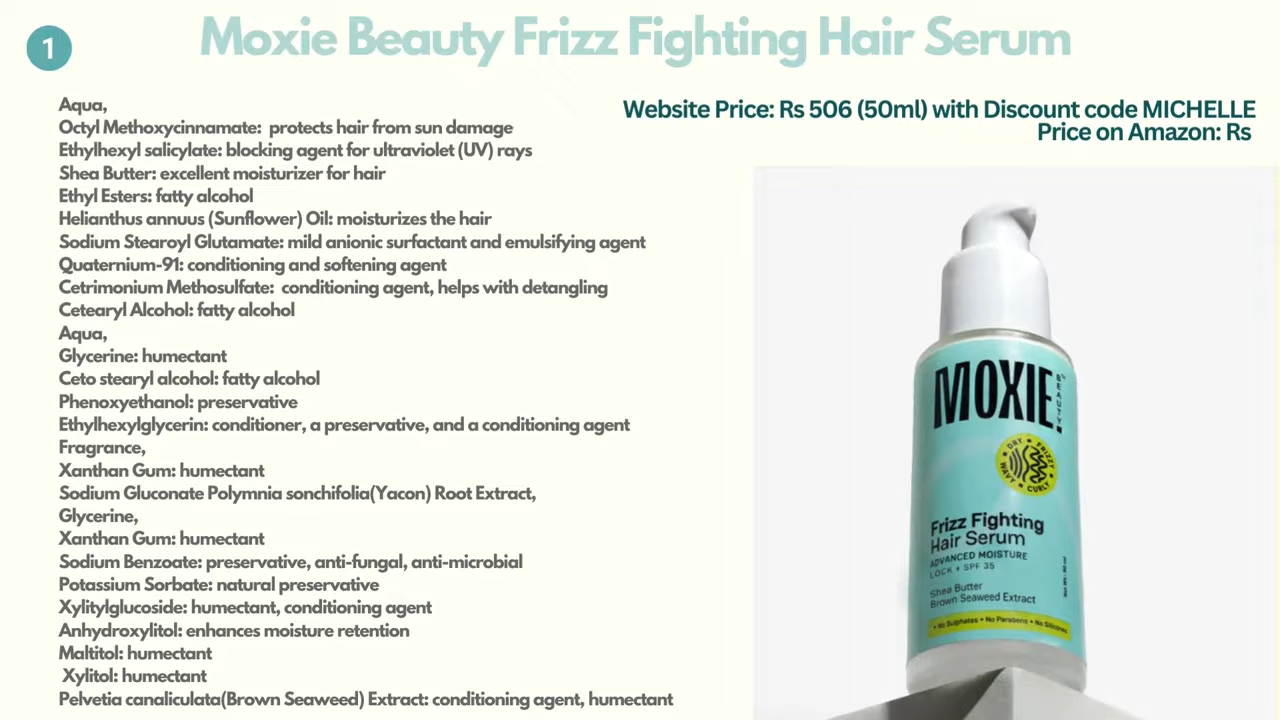 1
Moxie Beauty Frizz Fighting Hair Serum
Website Price: Rs 506 (50ml) with Discount code MICHELLE
Price on Amazon: Rs
Aqua,
Octyl Methoxycinnamate:  protects hair from sun damage
Ethylhexyl salicylate: blocking agent for ultraviolet (UV) rays
Shea Butter: excellent moisturizer for hair
Ethyl Esters: fatty alcohol
Helianthus annuus (Sunflower) Oil: moisturizes the hair
Sodium Stearoyl Glutamate: mild anionic surfactant and emulsifying agent
Quaternium-91: conditioning and softening agent
Cetrimonium Methosulfate:  conditioning agent, helps with detangling
Cetearyl Alcohol: fatty alcohol
Aqua,
Glycerine: humectant
Ceto stearyl alcohol: fatty alcohol
Phenoxyethanol: preservative
Ethylhexylglycerin: conditioner, a preservative, and a conditioning agent
Fragrance,
Xanthan Gum: humectant
Sodium Gluconate Polymnia sonchifolia(Yacon) Root Extract,
Glycerine,
Xanthan Gum: humectant
Sodium Benzoate: preservative, anti-fungal, anti-microbial
Potassium Sorbate: natural preservative
Xylitylglucoside: humectant, conditioning agent
Anhydroxylitol: enhances moisture retention
Maltitol: humectant
Xylitol: humectant
Pelvetia canaliculata(Brown Seaweed) Extract: conditioning agent, humectant
MOXIE
BEAUTY
DRY FRIZZY CURLY WAVY
Frizz Fighting
Hair Serum
ADVANCED MOISTURE
LOCK + SPF 35
Shea Butter
Brown Seaweed Extract
• No Sulphates • No Parabens • No Silicones